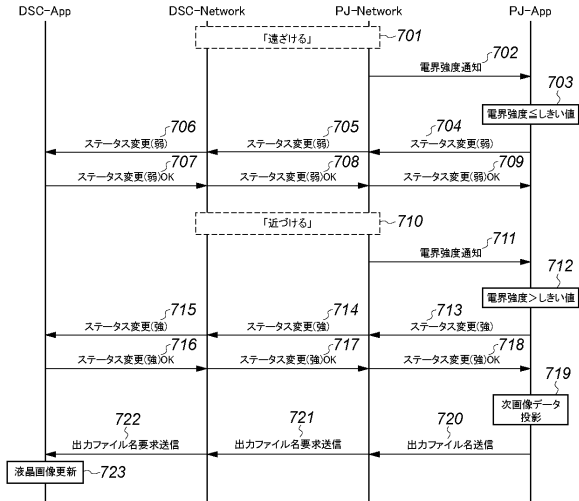 DSC-App DSC-Network PJ-Network PJ-App
「遠ざける」 701
702
電界強度通知
703
電界強度≦しきい値
706 705 704
ステータス変更(弱) ステータス変更(弱) ステータス変更(弱)
707 708 709
ステータス変更(弱)OK ステータス変更(弱)OK ステータス変更(弱)OK
「近づける」 710
711
電界強度通知
712
電界強度>しきい値
715 714 713
ステータス変更(強) ステータス変更(強) ステータス変更(強)
716 717 718
ステータス変更(強)OK ステータス変更(強)OK ステータス変更(強)OK
719
次画像データ
投影
722 721 720
出力ファイル名要求送信 出力ファイル名要求送信 出力ファイル名送信
液晶画像更新 723